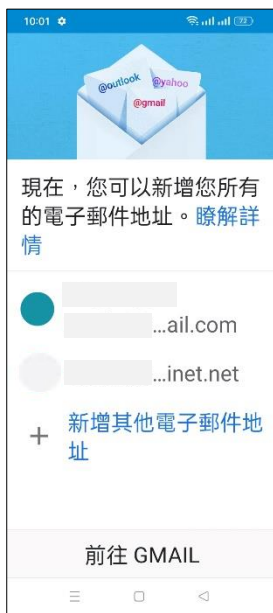 10:01
72
@outlook
@yahoo
@gmail
現在，您可以新增您所有
的電子郵件地址。瞭解詳
情
...ail.com
...inet.net
+ 新增其他電子郵件地
址
前往 GMAIL